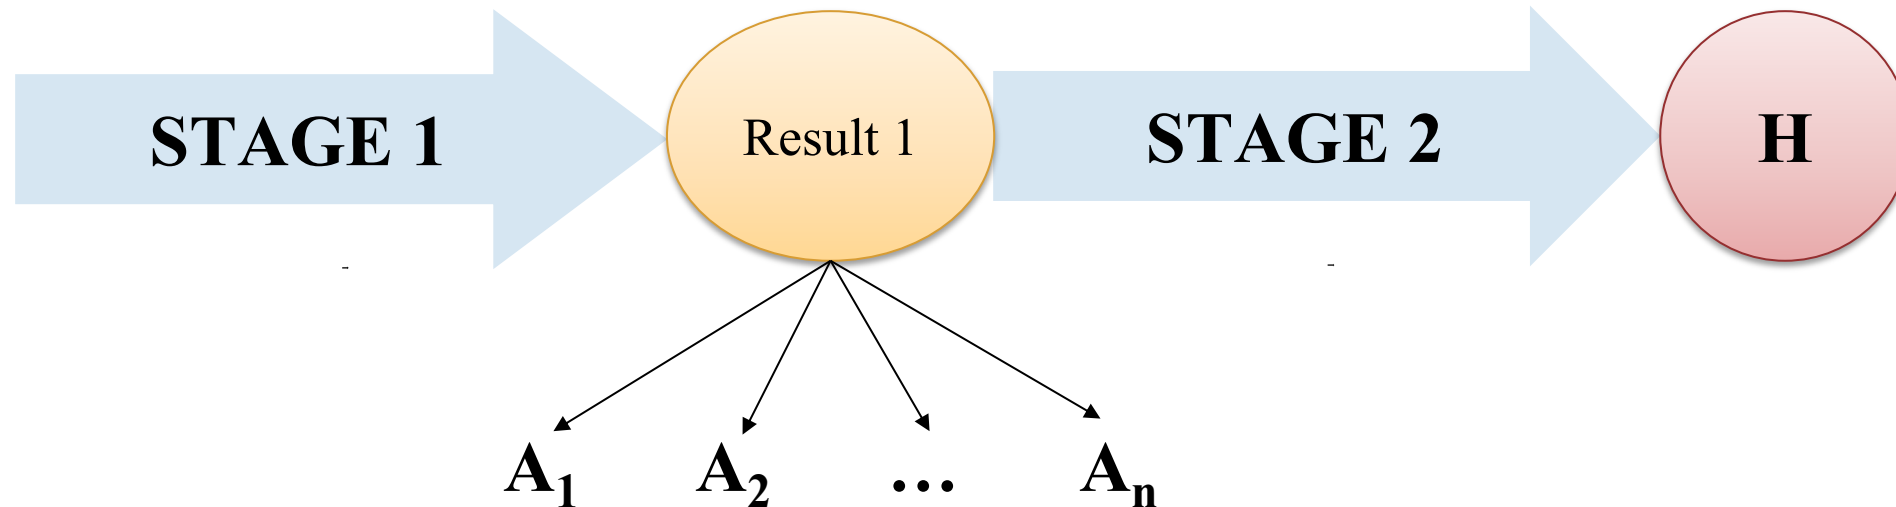 STAGE 1
Result 1
STAGE 2
H
-
-
A1
A2
...
An